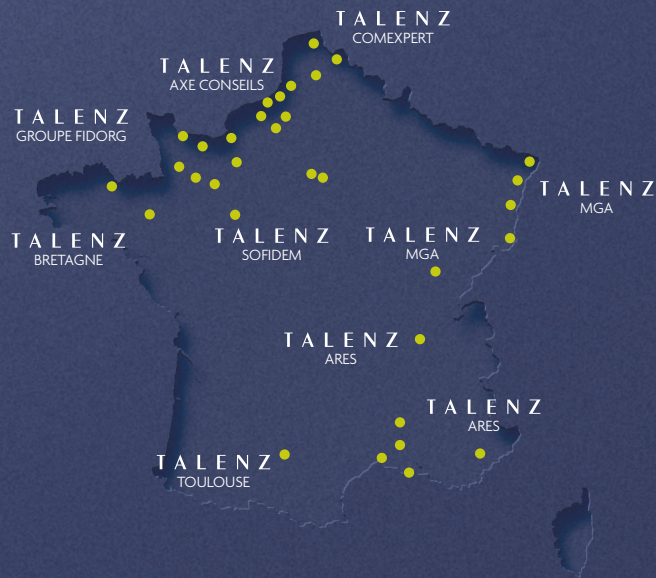 TALENZ
COMEXPERT
TALENZ
AXE CONSEILS
TALENZ
GROUPE FIDORG
TALENZ
MGA
TALENZ
BRETAGNE
TALENZ
SOFIDEM
TALENZ
MGA
TALENZ
ARES
TALENZ
ARES
TALENZ
TOULOUSE